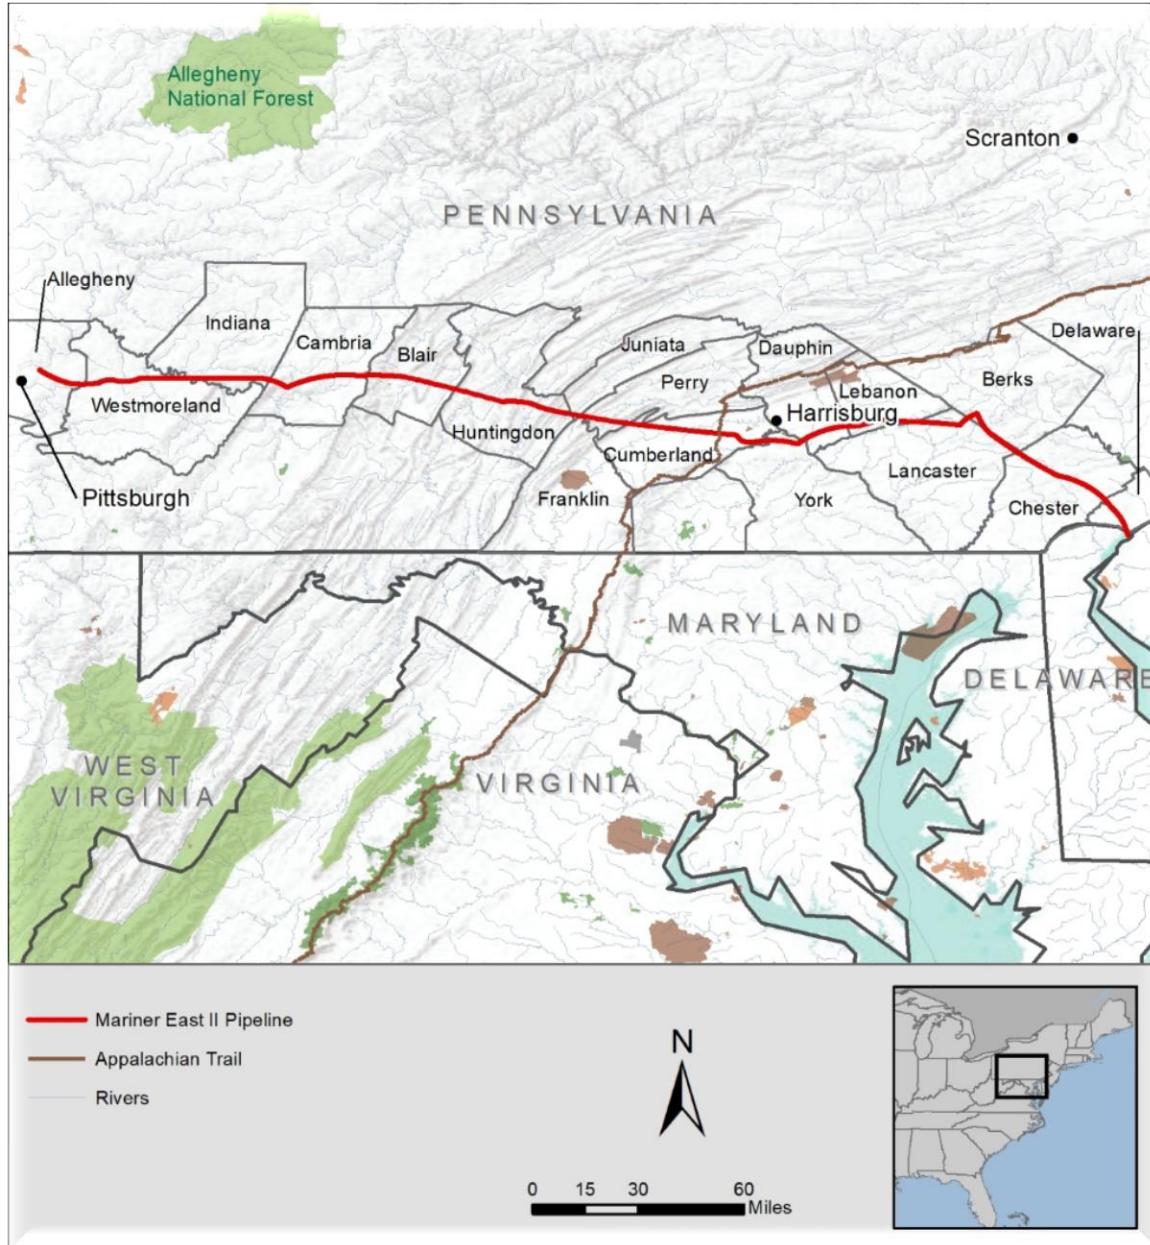 Allegheny
National Forest
Scranton
PENNSYLVANIA
Allegheny
Indiana
Cambria
Blair
Juniata
Dauphin
Delaware
Perry
Lebanon
Berks
Westmoreland
Harrisburg
Huntingdon
Cumberland
Lancaster
Pittsburgh
Franklin
York
Chester
MARYLAND
DELAWARE
WEST
VIRGINIA
VIRGINIA
Mariner East II Pipeline
Appalachian Trail
Rivers
N
0 15 30 60
Miles